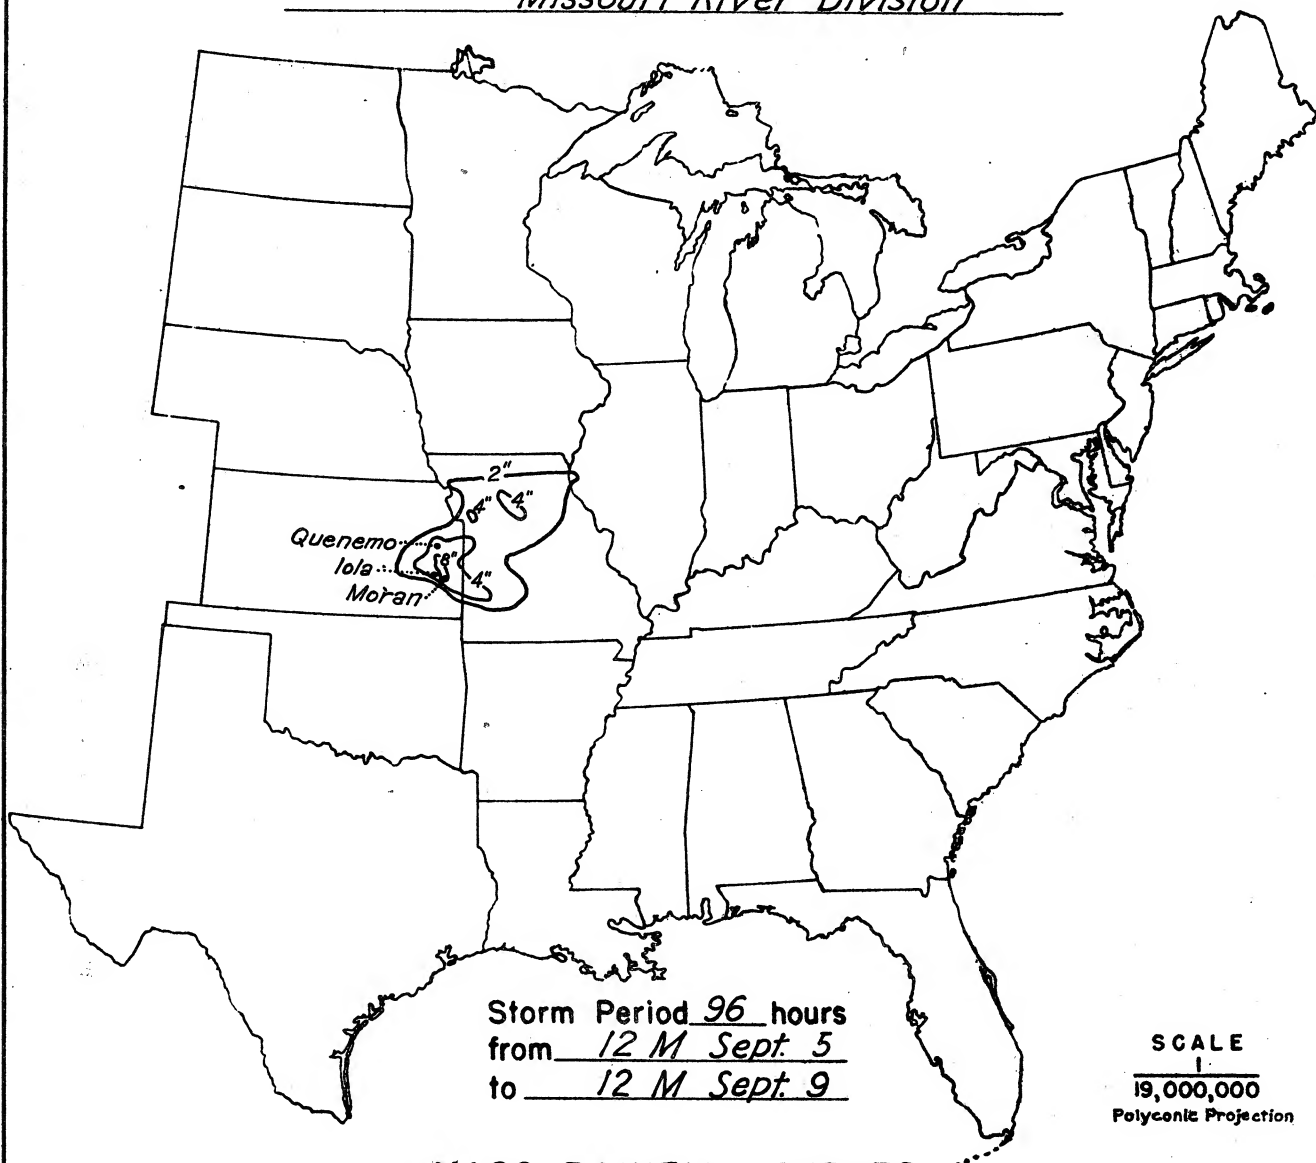 Missouri River Division
2"
4"
4"
Quenemo
8"
Iola
4"
Moran
Storm Period 96 hours
from 12 M Sept. 5
to 12 M Sept. 9
SCALE
1
19,000,000
Polyconic Projection